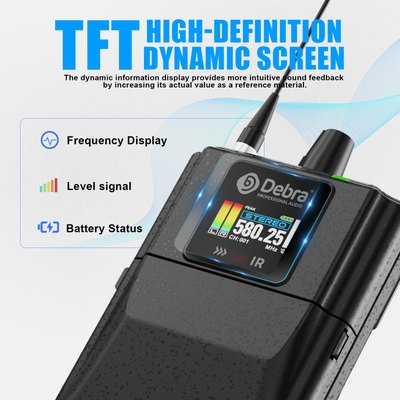 TFT HIGH-DEFINITION
DYNAMIC SCREEN
The dynamic information display provides more intuitive sound feedback
by increasing its actual value as a reference material.
Frequency Display
Level signal
Battery Status
Debra®
PROFESSIONAL AUDIO
PEAK
STEREO
580.25
CH:001
MHz
IR